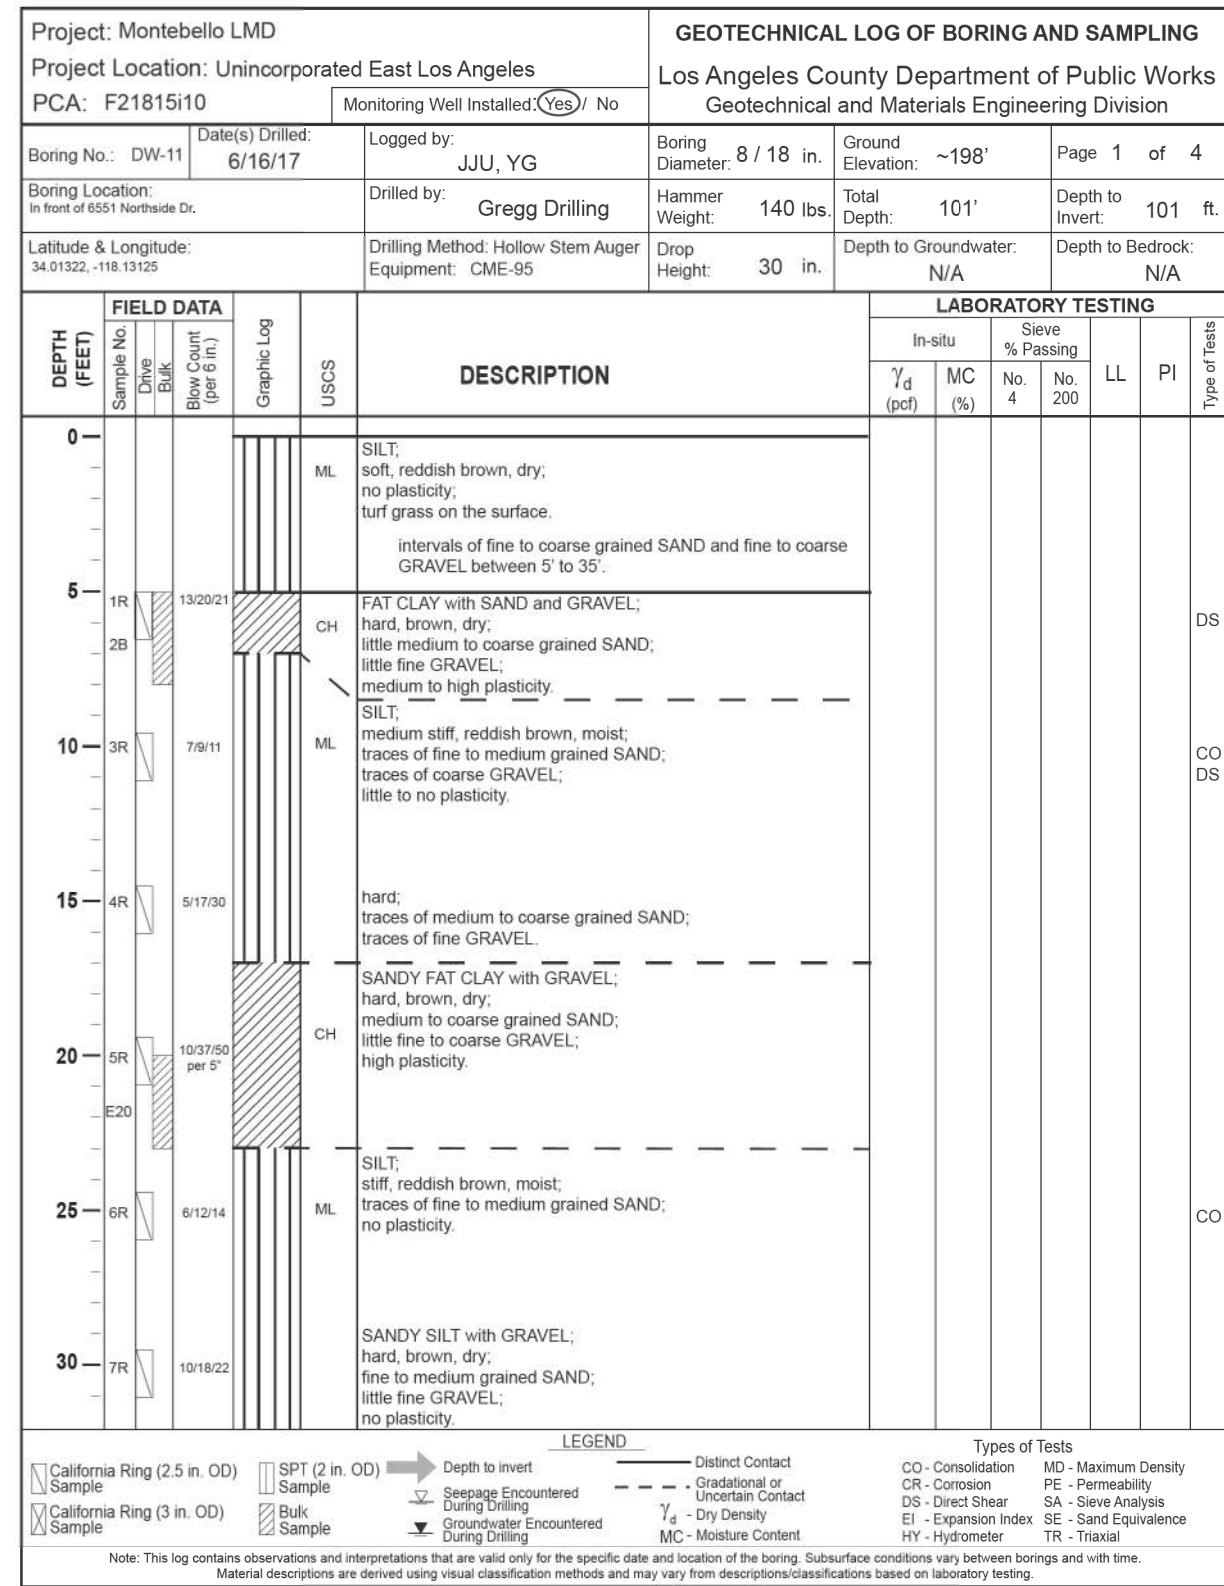 Project: Montebello LMD
Project Location: Unincorporated East Los Angeles
PCA: F21815i10
Monitoring Well Installed: Yes / No
GEOTECHNICAL LOG OF BORING AND SAMPLING
Los Angeles County Department of Public Works
Geotechnical and Materials Engineering Division
Boring No.: DW-11
Date(s) Drilled:
6/16/17
Logged by:
JJU, YG
Boring
Diameter: 8 / 18 in.
Ground
Elevation: ~198'
Page 1 of 4
Boring Location:
In front of 6551 Northside Dr.
Drilled by:
Gregg Drilling
Hammer
Weight: 140 lbs.
Total
Depth: 101'
Depth to
Invert: 101 ft.
Latitude & Longitude:
34.01322, -118.13125
Drilling Method: Hollow Stem Auger
Equipment: CME-95
Drop
Height: 30 in.
Depth to Groundwater:
N/A
Depth to Bedrock:
N/A
DEPTH
(FEET)
FIELD DATA
Sample No.
Drive
Bulk
Blow Count
(per 6 in.)
Graphic Log
USCS
DESCRIPTION
LABORATORY TESTING
In-situ
γd
(pcf)
MC
(%)
Sieve
% Passing
No.
4
No.
200
LL
PI
Type of Tests
0
ML
SILT;
soft, reddish brown, dry;
no plasticity;
turf grass on the surface.
intervals of fine to coarse grained SAND and fine to coarse
GRAVEL between 5' to 35'.
5
1R
13/20/21
2B
CH
FAT CLAY with SAND and GRAVEL;
hard, brown, dry;
little medium to coarse grained SAND;
little fine GRAVEL;
medium to high plasticity.
DS
10
3R
7/9/11
ML
SILT;
medium stiff, reddish brown, moist;
traces of fine to medium grained SAND;
traces of coarse GRAVEL;
little to no plasticity.
CO
DS
15
4R
5/17/30
hard;
traces of medium to coarse grained SAND;
traces of fine GRAVEL.
20
5R
10/37/50
per 5"
E20
CH
SANDY FAT CLAY with GRAVEL;
hard, brown, dry;
medium to coarse grained SAND;
little fine to coarse GRAVEL;
high plasticity.
25
6R
6/12/14
ML
SILT;
stiff, reddish brown, moist;
traces of fine to medium grained SAND;
no plasticity.
CO
30
7R
10/18/22
SANDY SILT with GRAVEL;
hard, brown, dry;
fine to medium grained SAND;
little fine GRAVEL;
no plasticity.
LEGEND
California Ring (2.5 in. OD)
Sample
California Ring (3 in. OD)
Sample
SPT (2 in. OD)
Sample
Bulk
Sample
Depth to invert
Seepage Encountered
During Drilling
Groundwater Encountered
During Drilling
Distinct Contact
Gradational or
Uncertain Contact
γd - Dry Density
MC - Moisture Content
Types of Tests
CO - Consolidation MD - Maximum Density
CR - Corrosion PE - Permeability
DS - Direct Shear SA - Sieve Analysis
EI - Expansion Index SE - Sand Equivalence
HY - Hydrometer TR - Triaxial
Note: This log contains observations and interpretations that are valid only for the specific date and location of the boring. Subsurface conditions vary between borings and with time.
Material descriptions are derived using visual classification methods and may vary from descriptions/classifications based on laboratory testing.